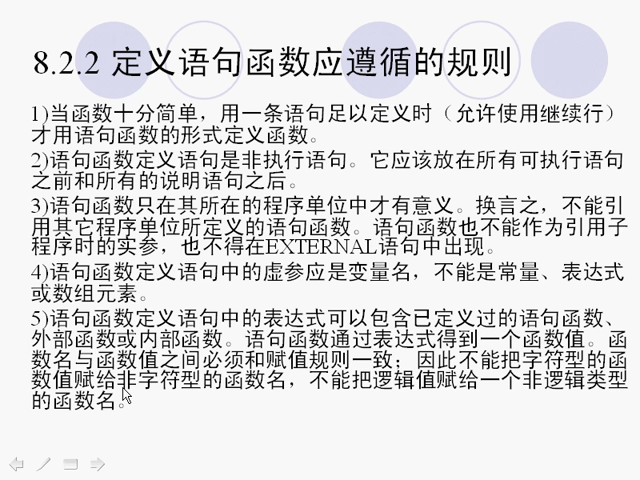 8.2.2 定义语句函数应遵循的规则
1)当函数十分简单，用一条语句足以定义时（允许使用继续行）
才用语句函数的形式定义函数。
2)语句函数定义语句是非执行语句。它应该放在所有可执行语句
之前和所有的说明语句之后。
3)语句函数只在其所在的程序单位中才有意义。换言之，不能引
用其它程序单位所定义的语句函数。语句函数也不能作为引用子
程序时的实参，也不得在EXTERNAL语句中出现。
4)语句函数定义语句中的虚参应是变量名，不能是常量、表达式
或数组元素。
5)语句函数定义语句中的表达式可以包含已定义过的语句函数、
外部函数或内部函数。语句函数通过表达式得到一个函数值。函
数名与函数值之间必须和赋值规则一致；因此不能把字符型的函
数值赋给非字符型的函数名，不能把逻辑值赋给一个非逻辑类型
的函数名。